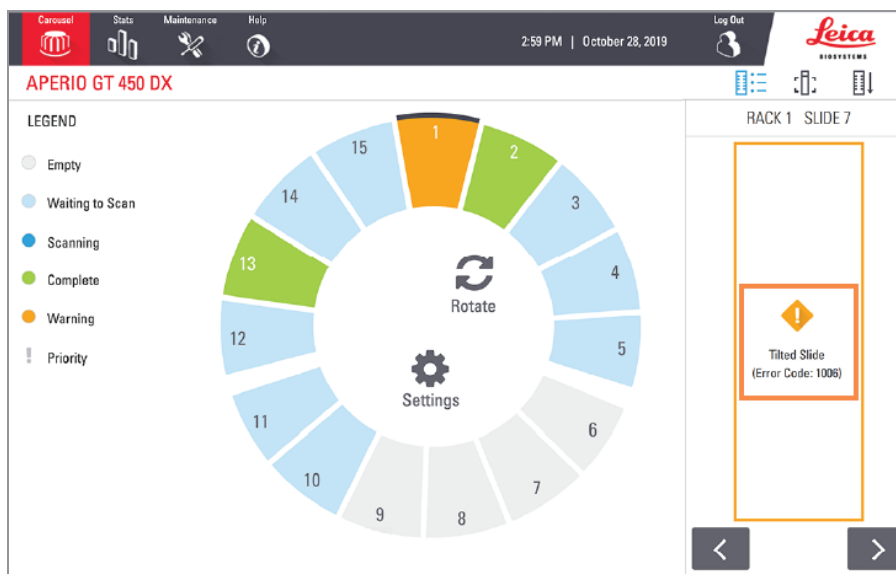 Carousel Stats Maintenance Help
2:59 PM | October 28, 2019
Log Out
Leica
BIOSYSTEMS
APERIO GT 450 DX
RACK 1 SLIDE 7
LEGEND
Empty
Waiting to Scan
Scanning
Complete
Warning
! Priority
1
2
3
4
5
6
7
8
9
10
11
12
13
14
15
Rotate
Settings
!
Tilted Slide
(Error Code: 1006)
< >